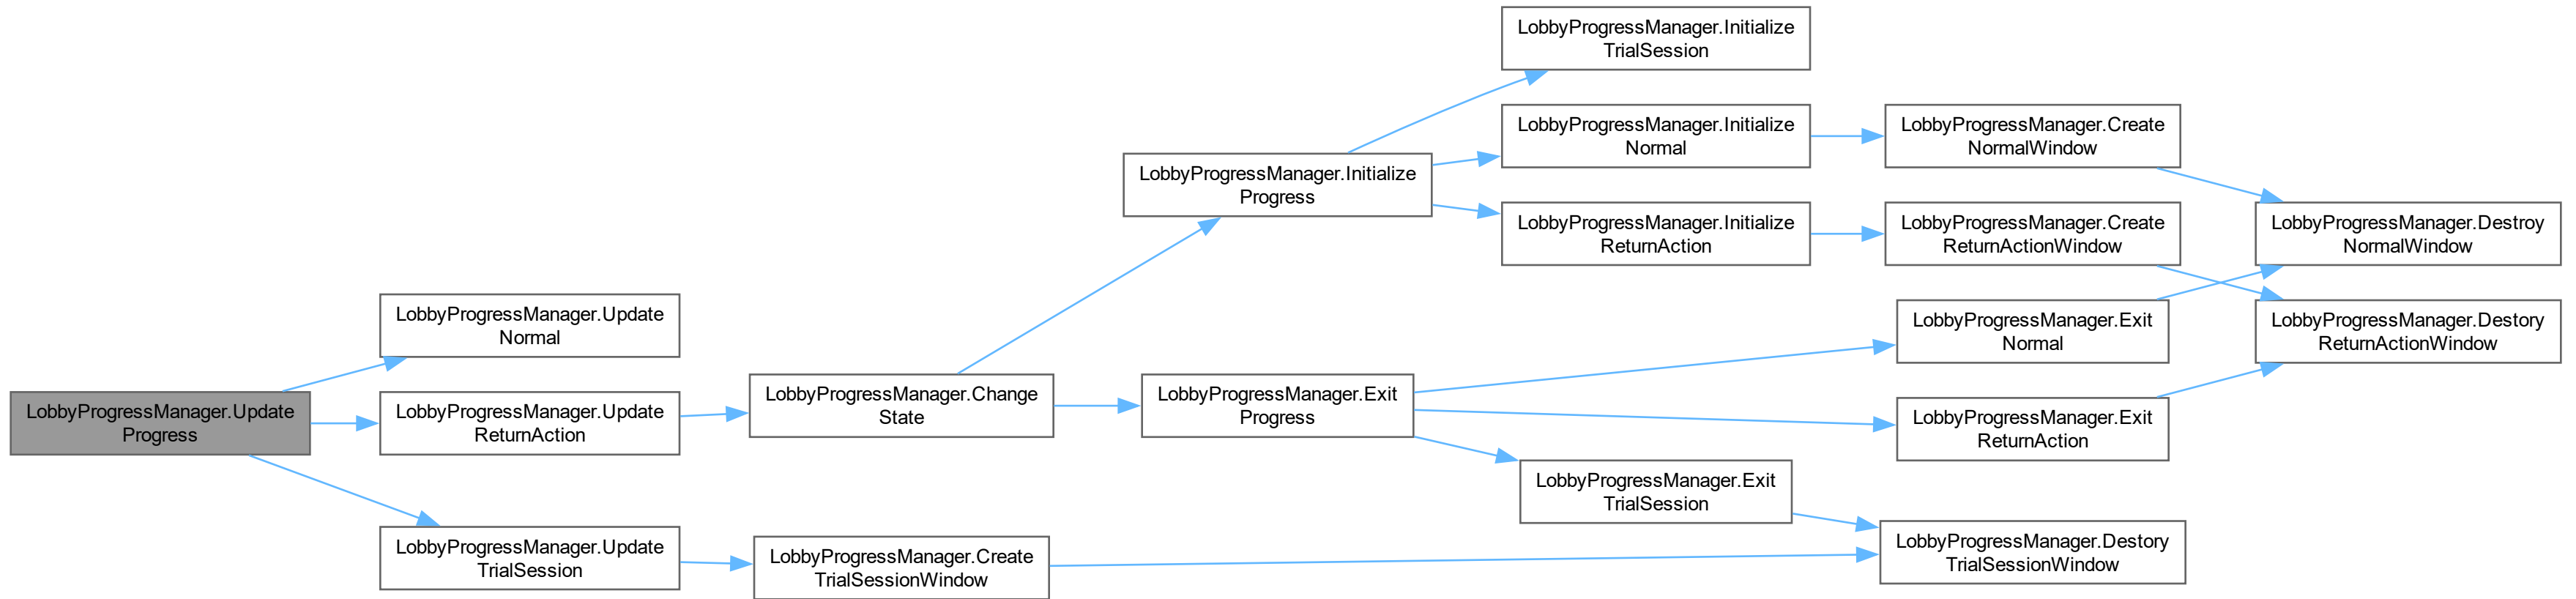 LobbyProgressManager.Update
Progress
LobbyProgressManager.Update
Normal
LobbyProgressManager.Update
ReturnAction
LobbyProgressManager.Update
TrialSession
LobbyProgressManager.Change
State
LobbyProgressManager.Create
TrialSessionWindow
LobbyProgressManager.Initialize
Progress
LobbyProgressManager.Exit
Progress
LobbyProgressManager.Initialize
TrialSession
LobbyProgressManager.Initialize
Normal
LobbyProgressManager.Initialize
ReturnAction
LobbyProgressManager.Exit
TrialSession
LobbyProgressManager.Create
NormalWindow
LobbyProgressManager.Create
ReturnActionWindow
LobbyProgressManager.Exit
Normal
LobbyProgressManager.Exit
ReturnAction
LobbyProgressManager.Destory
TrialSessionWindow
LobbyProgressManager.Destroy
NormalWindow
LobbyProgressManager.Destory
ReturnActionWindow